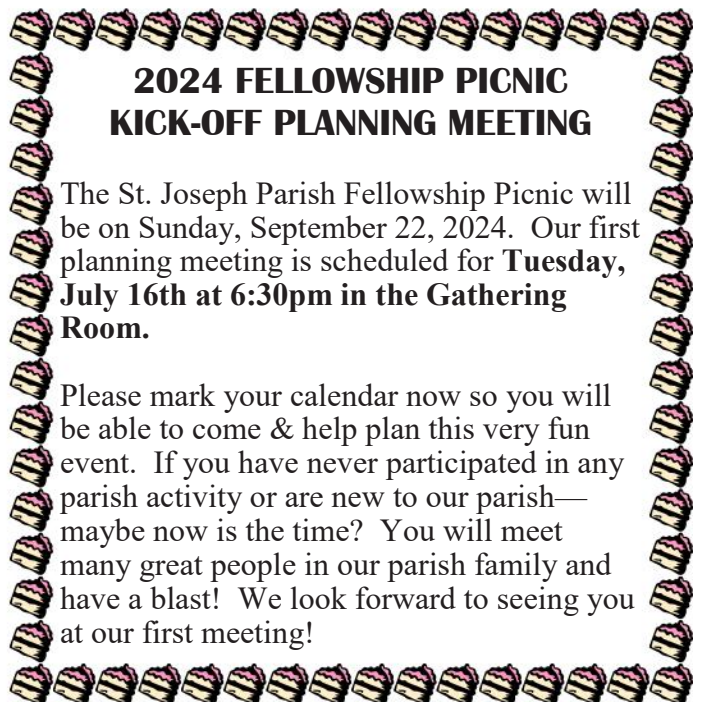 2024 FELLOWSHIP PICNIC
KICK-OFF PLANNING MEETING
The St. Joseph Parish Fellowship Picnic will
be on Sunday, September 22, 2024.  Our first
planning meeting is scheduled for Tuesday,
July 16th at 6:30pm in the Gathering
Room.
Please mark your calendar now so you will
be able to come & help plan this very fun
event.  If you have never participated in any
parish activity or are new to our parish—
maybe now is the time?  You will meet
many great people in our parish family and
have a blast!  We look forward to seeing you
at our first meeting!